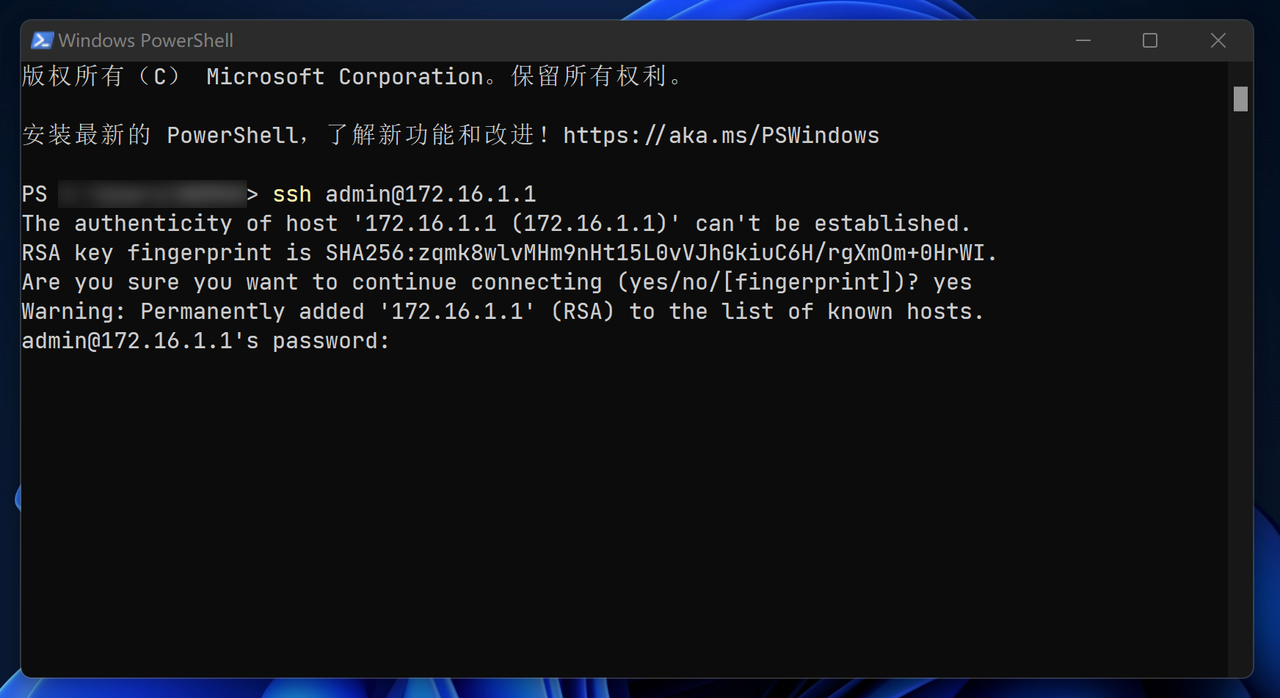 Windows PowerShell
版权所有（C） Microsoft Corporation。保留所有权利。
安装最新的 PowerShell，了解新功能和改进！https://aka.ms/PSWindows
PS > ssh admin@172.16.1.1
The authenticity of host '172.16.1.1 (172.16.1.1)' can't be established.
RSA key fingerprint is SHA256:zqmk8wlvMHm9nHt15L0vVJhGkiuC6H/rgXmOm+0HrWI.
Are you sure you want to continue connecting (yes/no/[fingerprint])? yes
Warning: Permanently added '172.16.1.1' (RSA) to the list of known hosts.
admin@172.16.1.1's password: